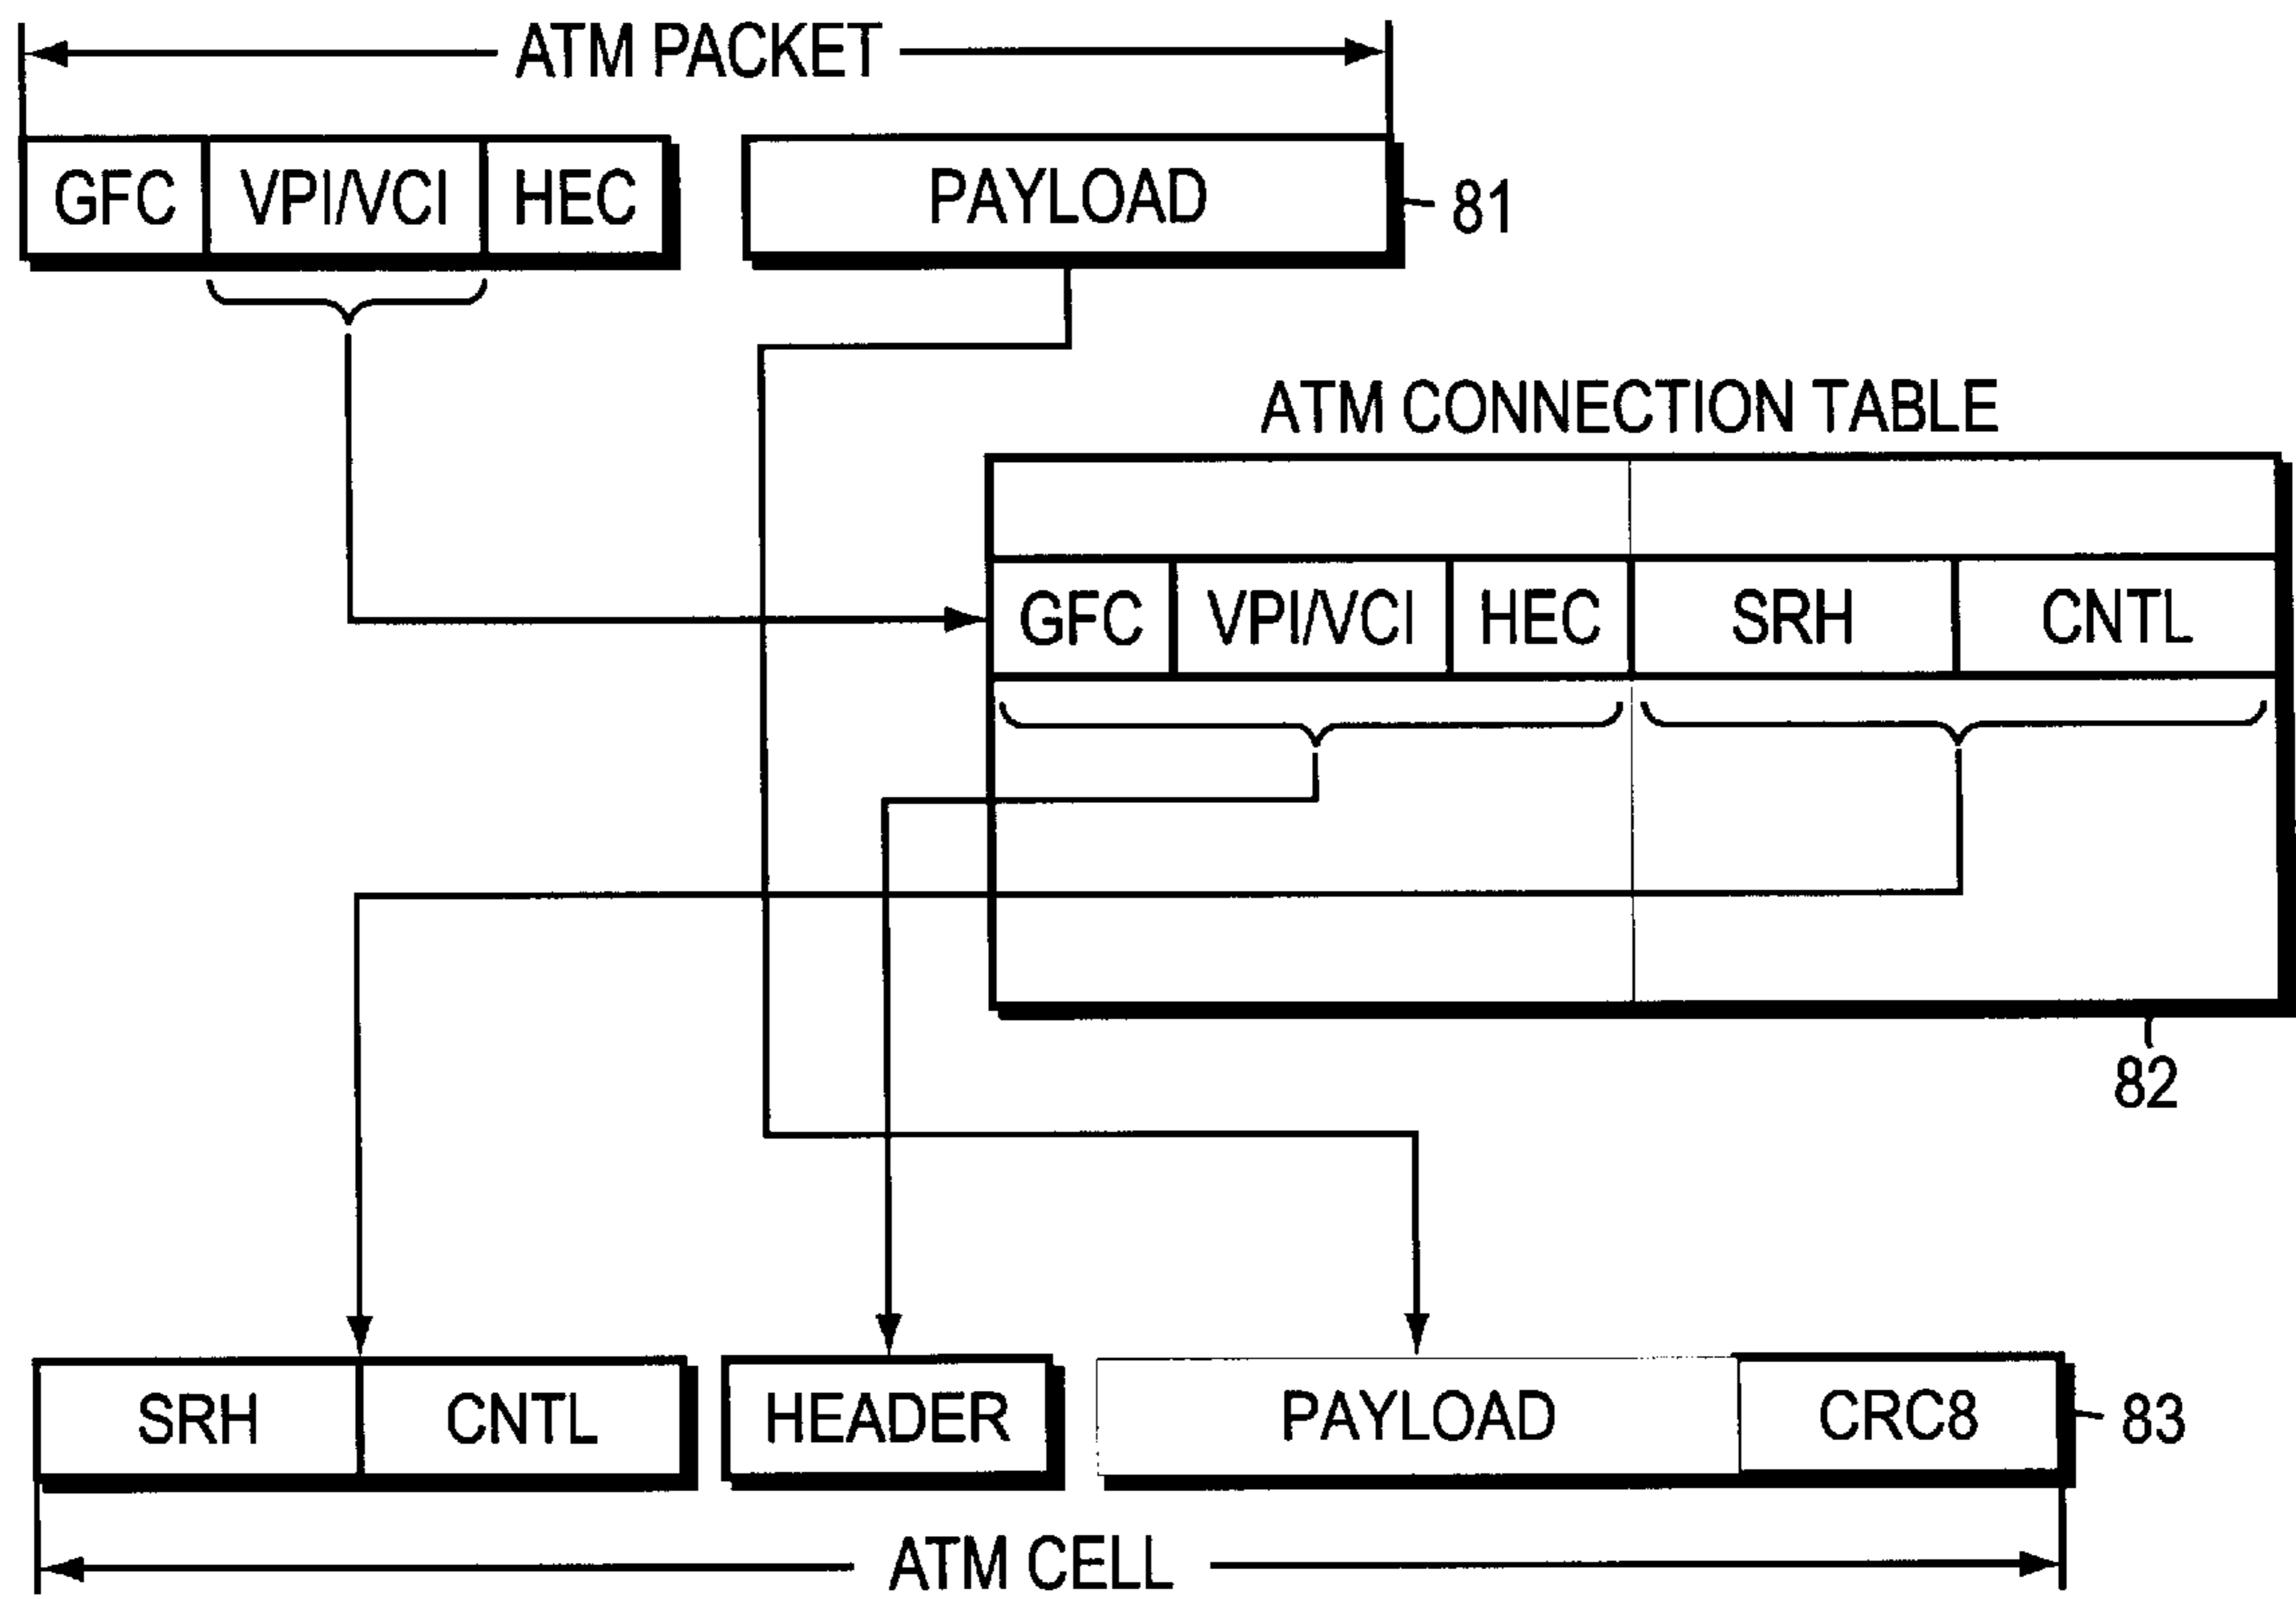 ATM PACKET
GFC VPI/VCI HEC PAYLOAD 81
ATM CONNECTION TABLE
GFC VPI/VCI HEC SRH CNTL
82
SRH CNTL HEADER PAYLOAD CRC8 83
ATM CELL